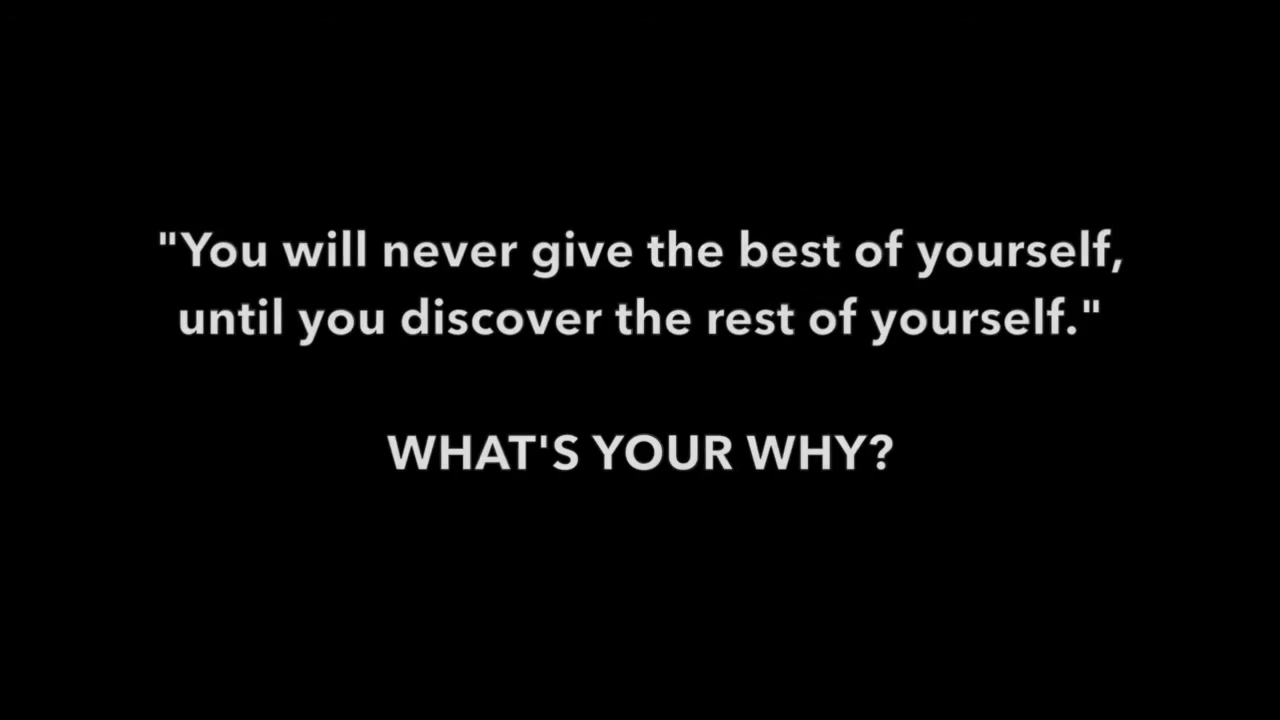 "You will never give the best of yourself,
until you discover the rest of yourself."
WHAT'S YOUR WHY?